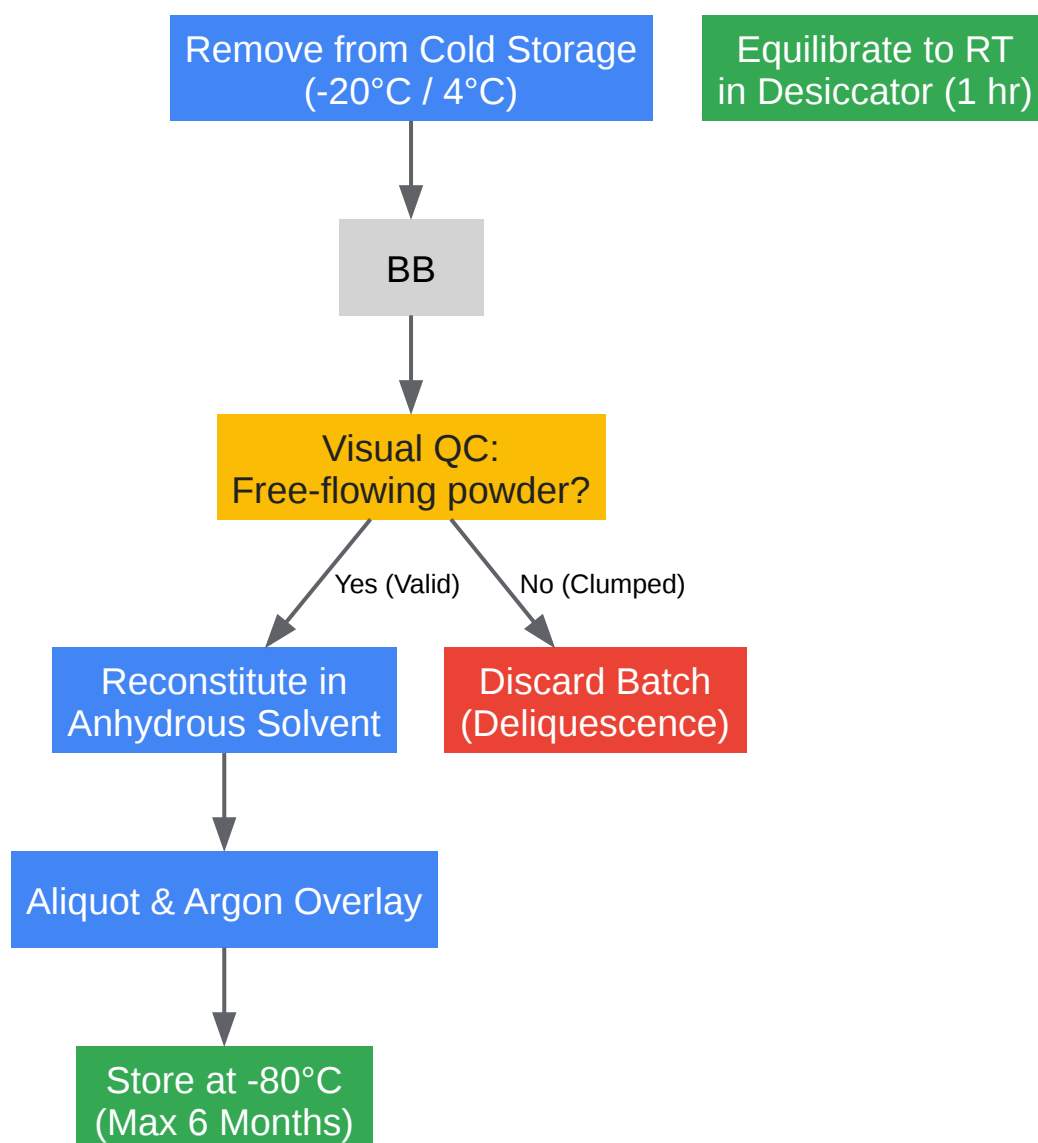 Remove from Cold Storage
(-20°C / 4°C)
Equilibrate to RT
in Desiccator (1 hr)
BB
Visual QC:
Free-flowing powder?
Yes (Valid)
No (Clumped)
Reconstitute in
Anhydrous Solvent
Discard Batch
(Deliquescence)
Aliquot & Argon Overlay
Store at -80°C
(Max 6 Months)